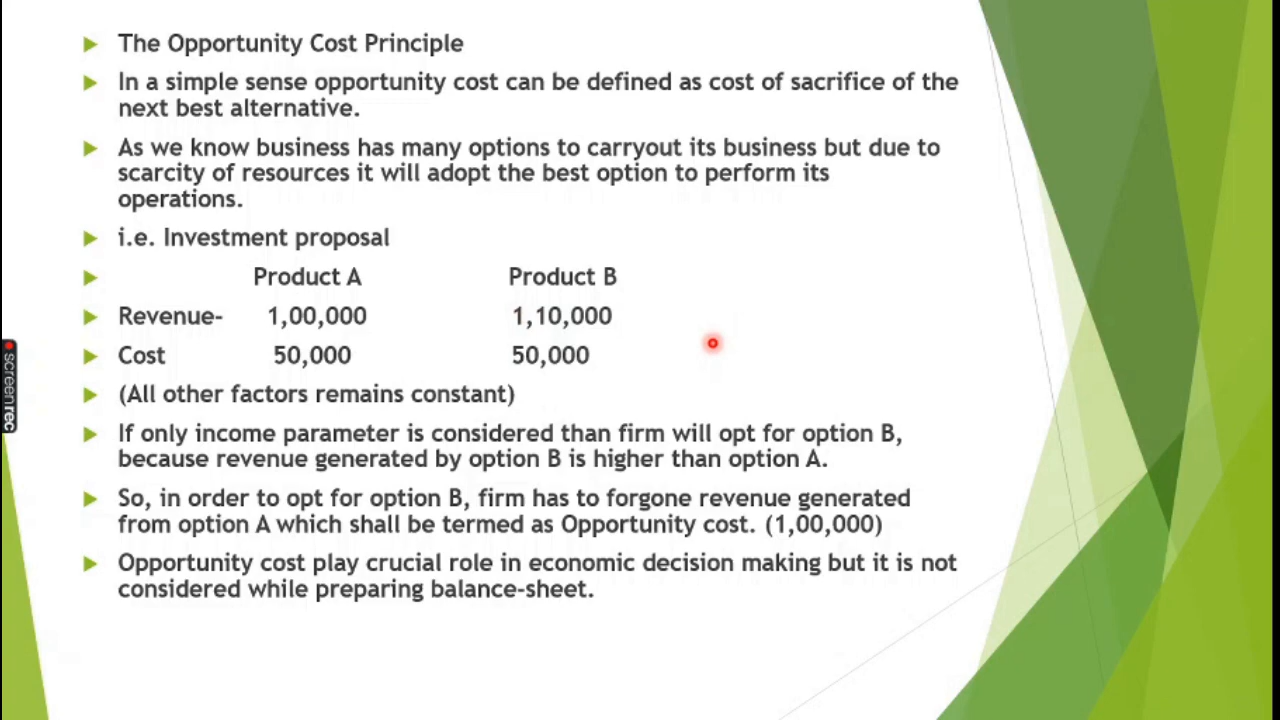 The Opportunity Cost Principle
In a simple sense opportunity cost can be defined as cost of sacrifice of the
next best alternative.
As we know business has many options to carryout its business but due to
scarcity of resources it will adopt the best option to perform its
operations.
i.e. Investment proposal
Product A Product B
Revenue- 1,00,000 1,10,000
Cost 50,000 50,000
(All other factors remains constant)
If only income parameter is considered than firm will opt for option B,
because revenue generated by option B is higher than option A.
So, in order to opt for option B, firm has to forgone revenue generated
from option A which shall be termed as Opportunity cost. (1,00,000)
Opportunity cost play crucial role in economic decision making but it is not
considered while preparing balance-sheet.
screenrec